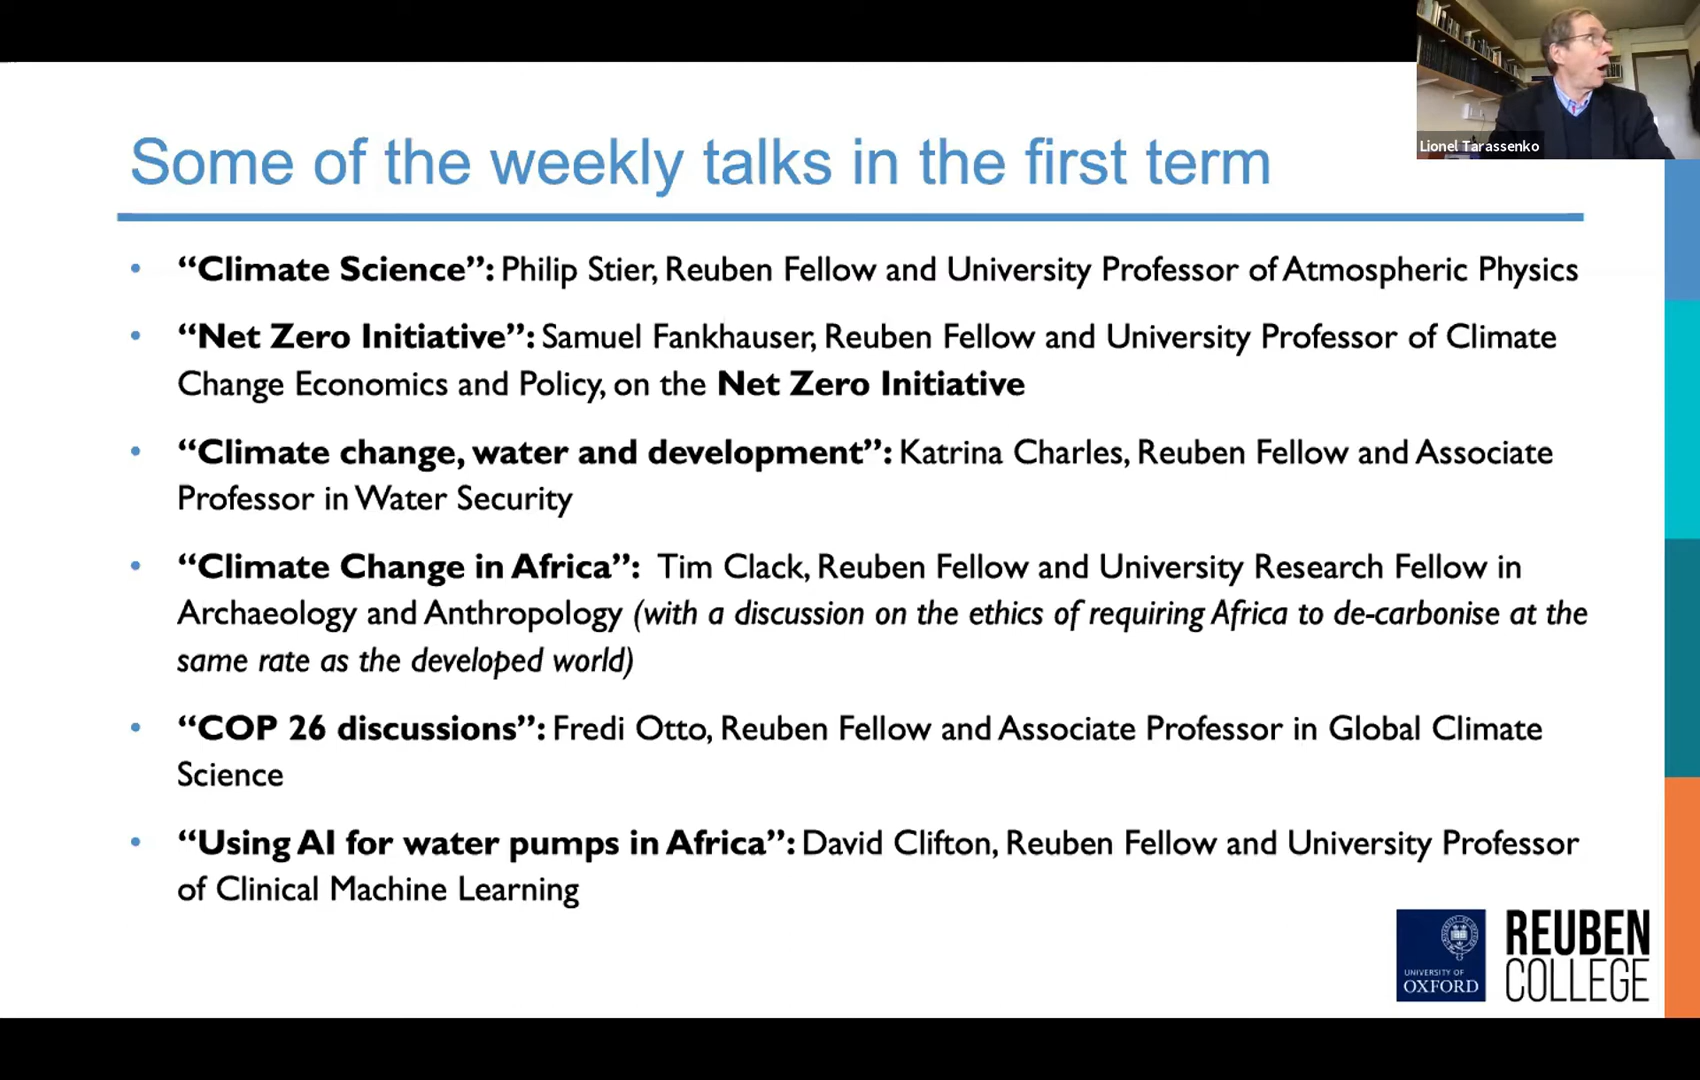 Lionel Tarassenko
Some of the weekly talks in the first term
• “Climate Science”: Philip Stier, Reuben Fellow and University Professor of Atmospheric Physics
• “Net Zero Initiative”: Samuel Fankhauser, Reuben Fellow and University Professor of Climate
Change Economics and Policy, on the Net Zero Initiative
• “Climate change, water and development”: Katrina Charles, Reuben Fellow and Associate
Professor in Water Security
• “Climate Change in Africa”: Tim Clack, Reuben Fellow and University Research Fellow in
Archaeology and Anthropology (with a discussion on the ethics of requiring Africa to de-carbonise at the
same rate as the developed world)
• “COP 26 discussions”: Fredi Otto, Reuben Fellow and Associate Professor in Global Climate
Science
• “Using AI for water pumps in Africa”: David Clifton, Reuben Fellow and University Professor
of Clinical Machine Learning
UNIVERSITY OF
OXFORD
REUBEN
COLLEGE